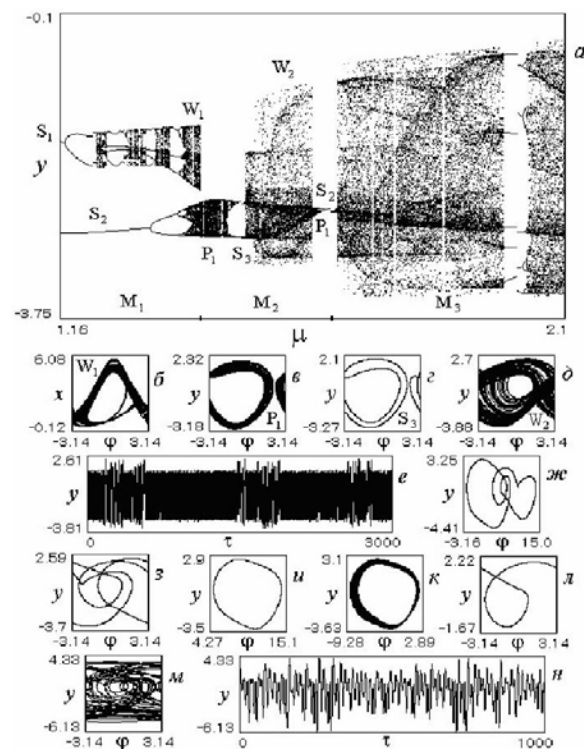 -0.1
а
W₂
W₁
S₁
y
S₂
S₂
P₁
P₁ S₃
M₁ M₂ M₃
-3.75
1.16 μ 2.1
6.08 W₁ б 2.32 в 2.1 г 2.7 д
x y P₁ y S₃ y W₂
-0.12 -3.18 -3.27 -3.88
-3.14 φ 3.14 -3.14 φ 3.14 -3.14 φ 3.14 -3.14 φ 3.14
2.61 е 3.25 ж
y y
-3.81 -4.41
0 τ 3000 -3.16 φ 15.0
2.59 з 2.9 и 9.1 к 2.22 л
y y y y
-3.7 -3.5 -3.63 -1.67
-3.14 φ 3.14 4.27 φ 15.1 -9.28 φ 2.89 -3.14 φ 3.14
4.33 м 4.33 н
y y
-6.13 -6.13
-3.14 φ 3.14 0 τ 1000